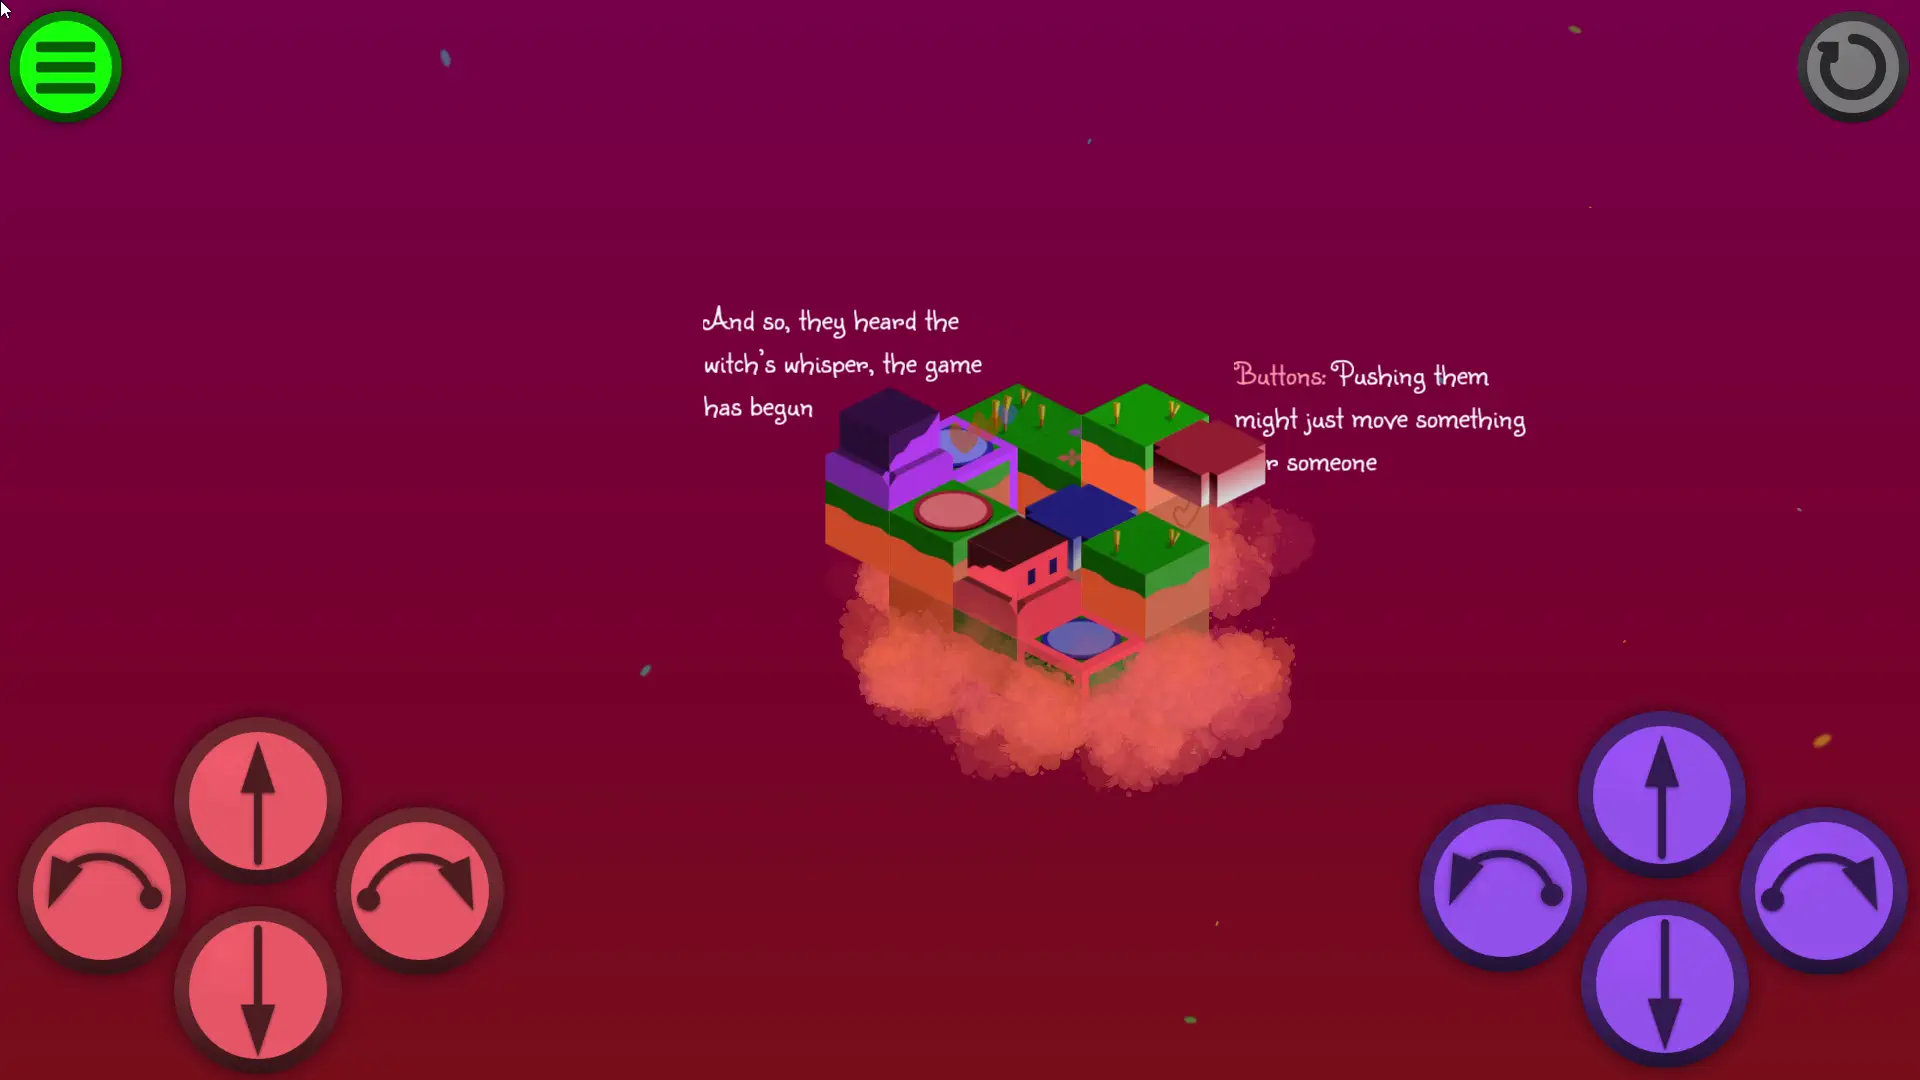 And so, they heard the
witch's whisper, the game
has begun
Buttons: Pushing them
might just move something
someone